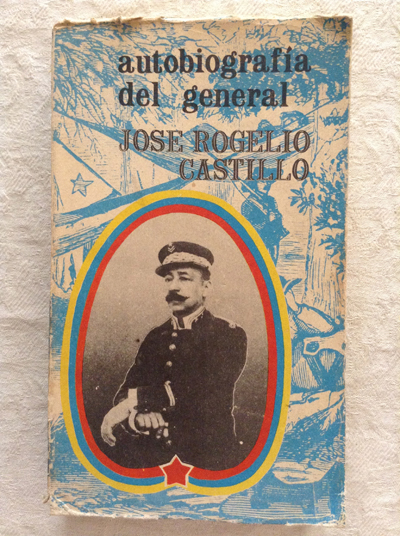 autobiografía
del general
JOSE ROGELIO
CASTILLO